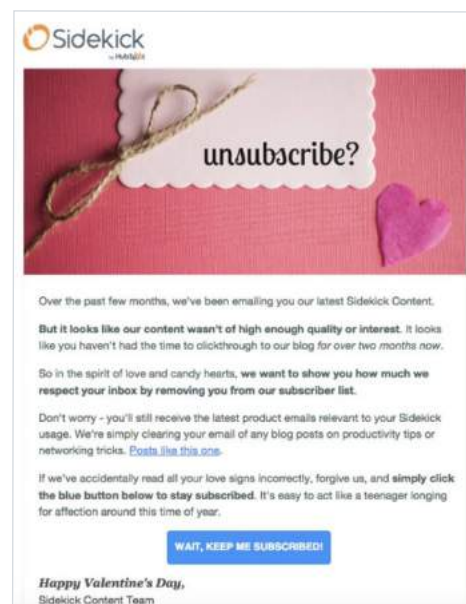 Sidekick
by HubSpot
unsubscribe?
Over the past few months, we've been emailing you our latest Sidekick Content.
But it looks like our content wasn't of high enough quality or interest. It looks
like you haven't had the time to clickthrough to our blog for over two months now.
So in the spirit of love and candy hearts, we want to show you how much we
respect your inbox by removing you from our subscriber list.
Don't worry - you'll still receive the latest product emails relevant to your Sidekick
usage. We're simply clearing your email of any blog posts on productivity tips or
networking tricks. Posts like this one.
If we've accidentally read all your love signs incorrectly, forgive us, and simply click
the blue button below to stay subscribed. It's easy to act like a teenager longing
for affection around this time of year.
WAIT, KEEP ME SUBSCRIBED!
Happy Valentine's Day,
Sidekick Content Team